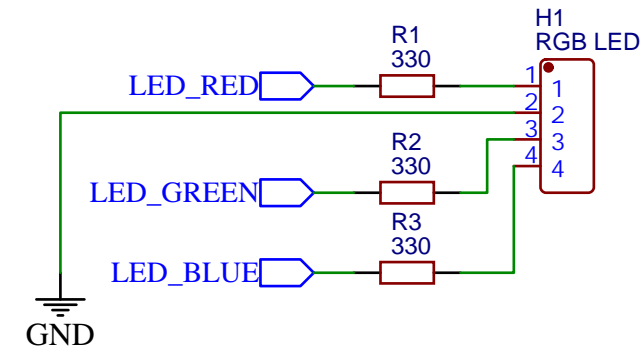 H1
RGB LED
R1
330
LED_RED
1 1
2 2
R2
330
3 3
4 4
LED_GREEN
R3
330
LED_BLUE
GND